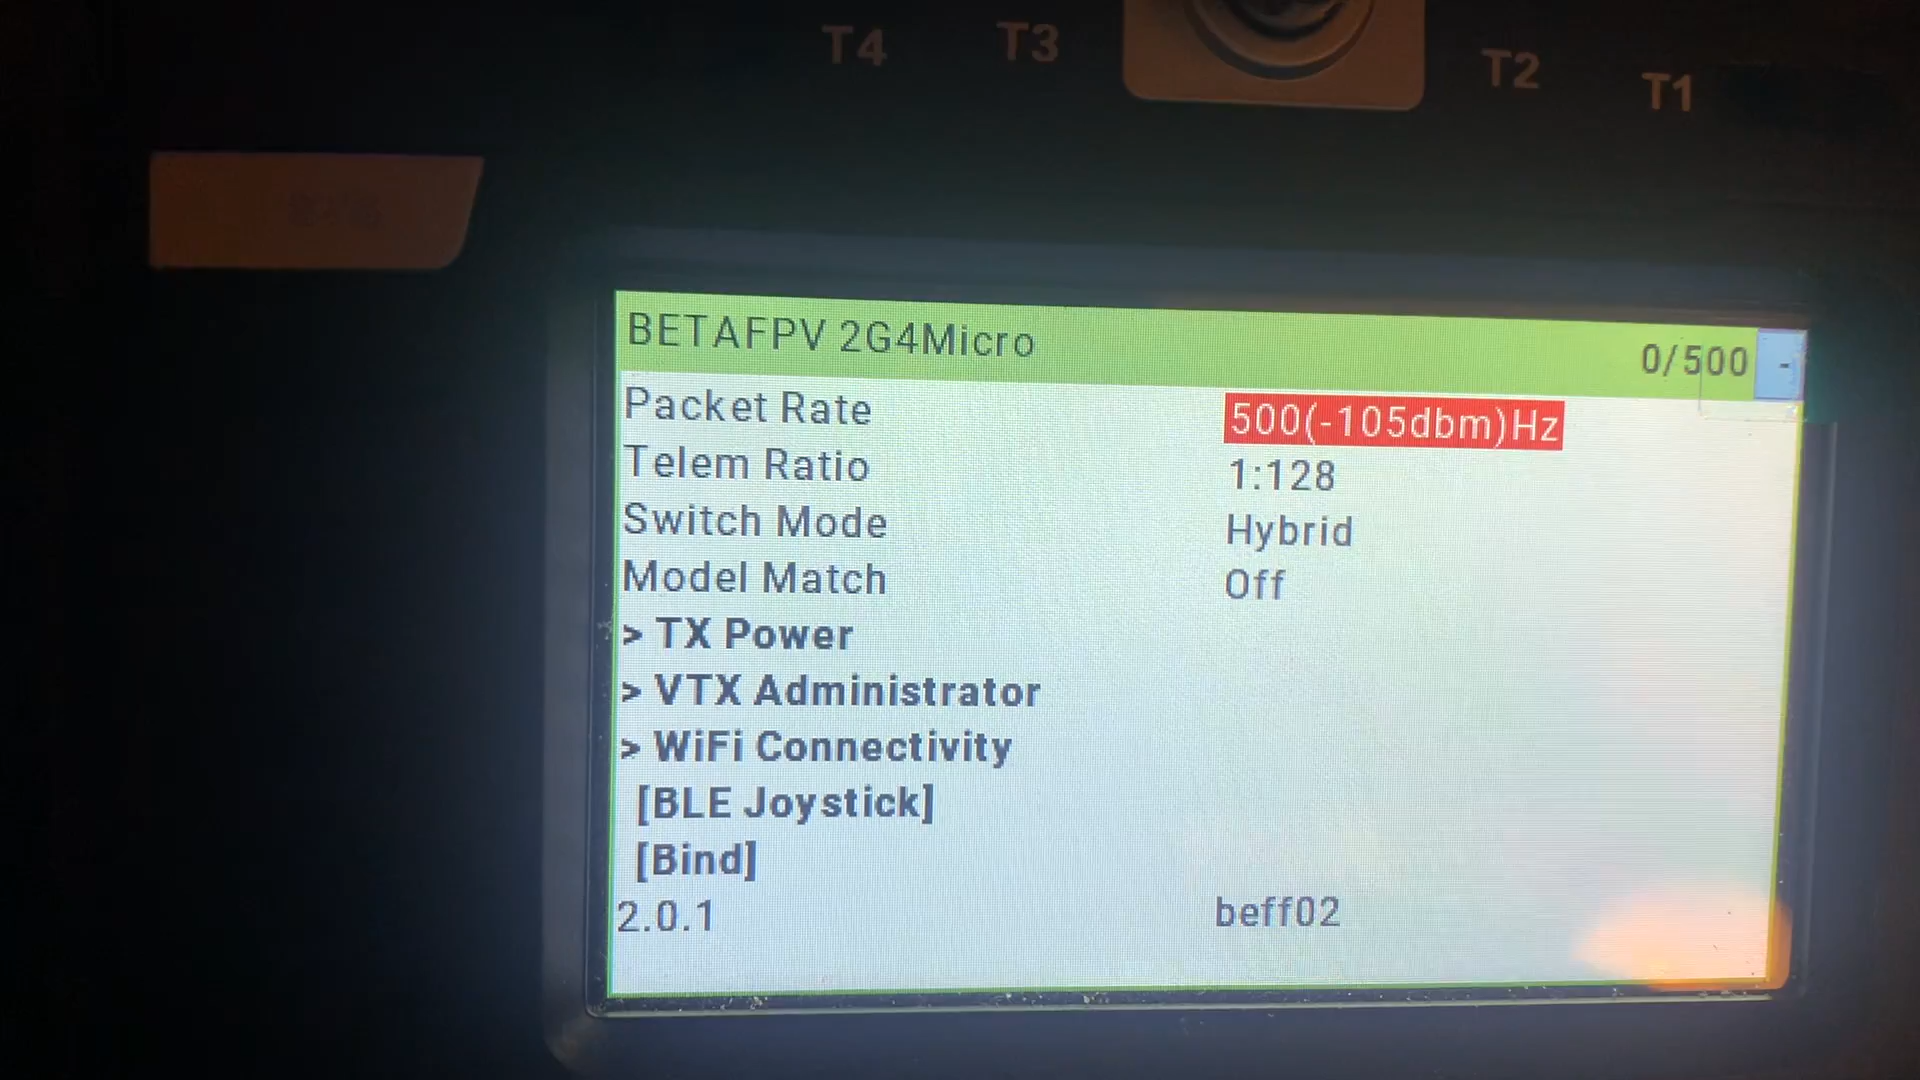 T4 T3 T2 T1
BETAFPV 2G4Micro 0/500 -
Packet Rate 500(-105dbm)Hz
Telem Ratio 1:128
Switch Mode Hybrid
Model Match Off
> TX Power
> VTX Administrator
> WiFi Connectivity
[BLE Joystick]
[Bind]
2.0.1 beff02